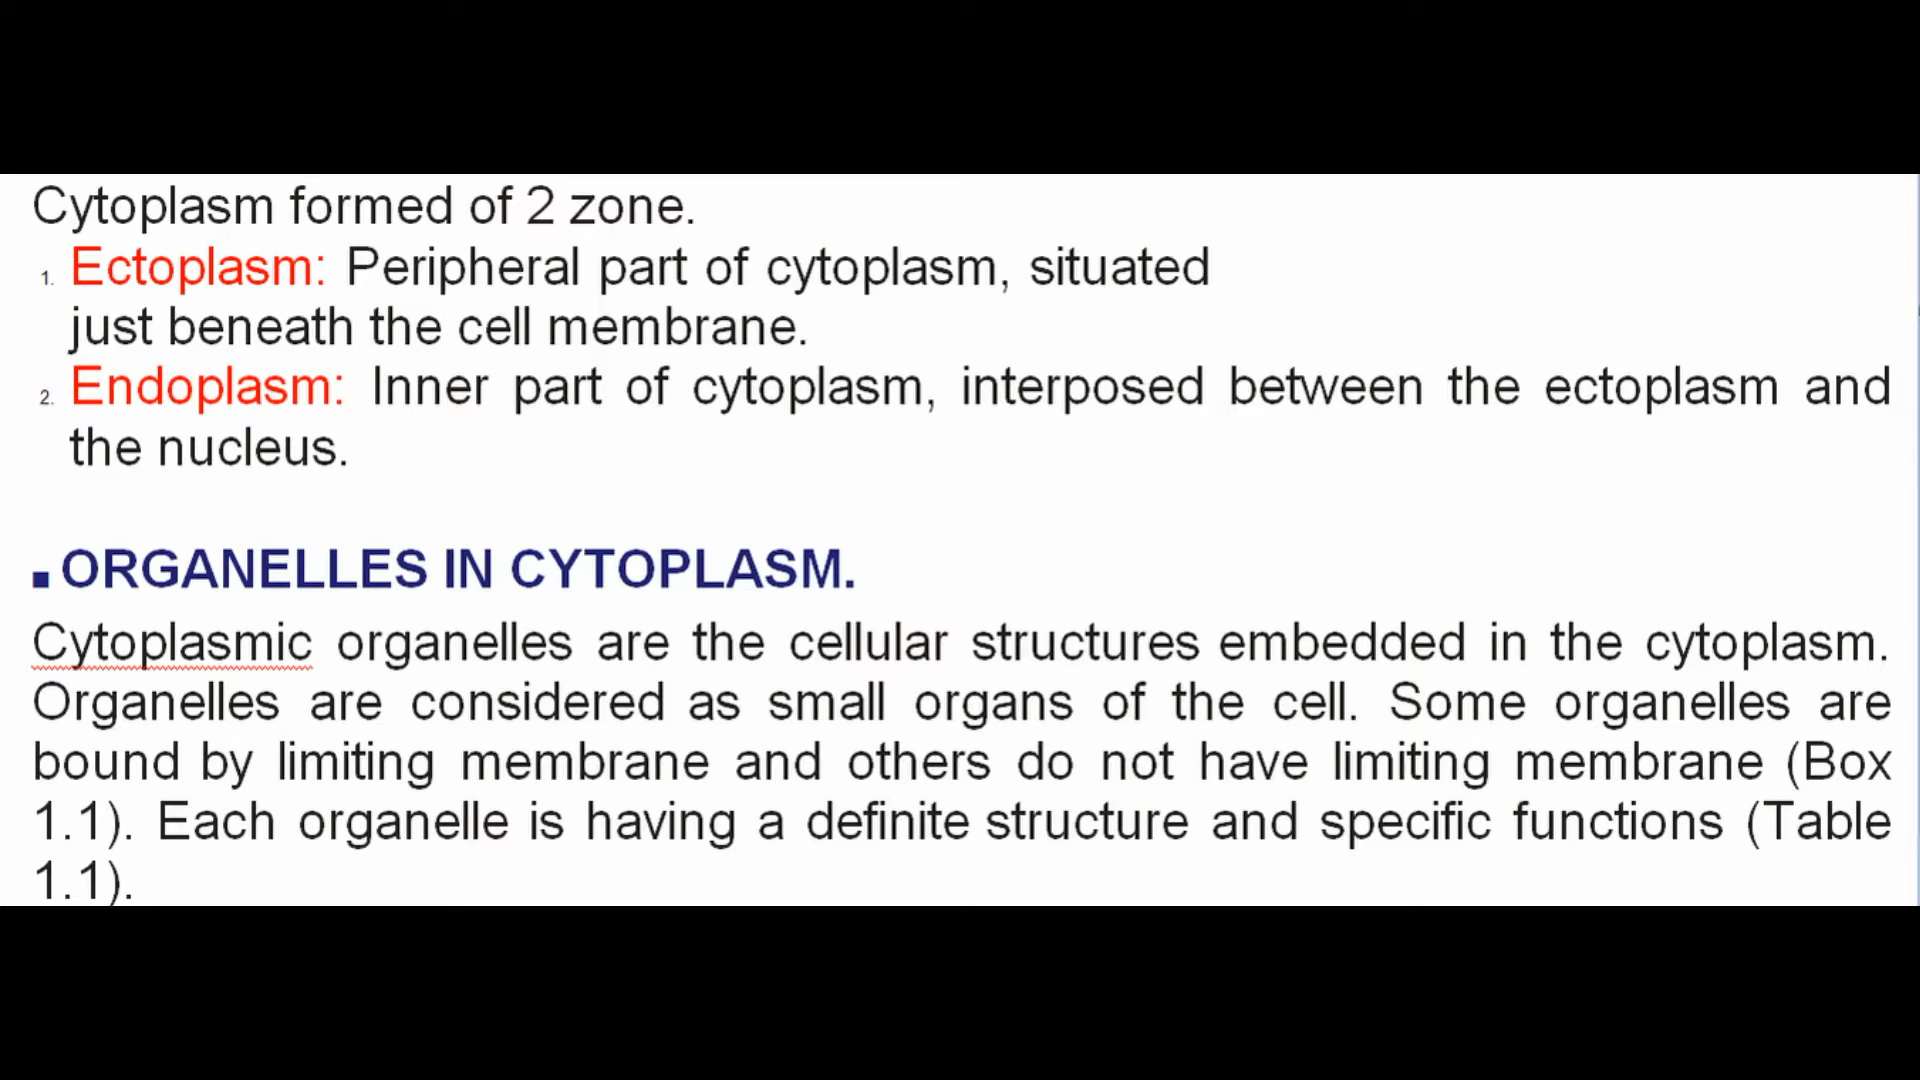 Cytoplasm formed of 2 zone.
1. Ectoplasm: Peripheral part of cytoplasm, situated
just beneath the cell membrane.
2. Endoplasm: Inner part of cytoplasm, interposed between the ectoplasm and
the nucleus.
▪ ORGANELLES IN CYTOPLASM.
Cytoplasmic organelles are the cellular structures embedded in the cytoplasm.
Organelles are considered as small organs of the cell. Some organelles are
bound by limiting membrane and others do not have limiting membrane (Box
1.1). Each organelle is having a definite structure and specific functions (Table
1.1).